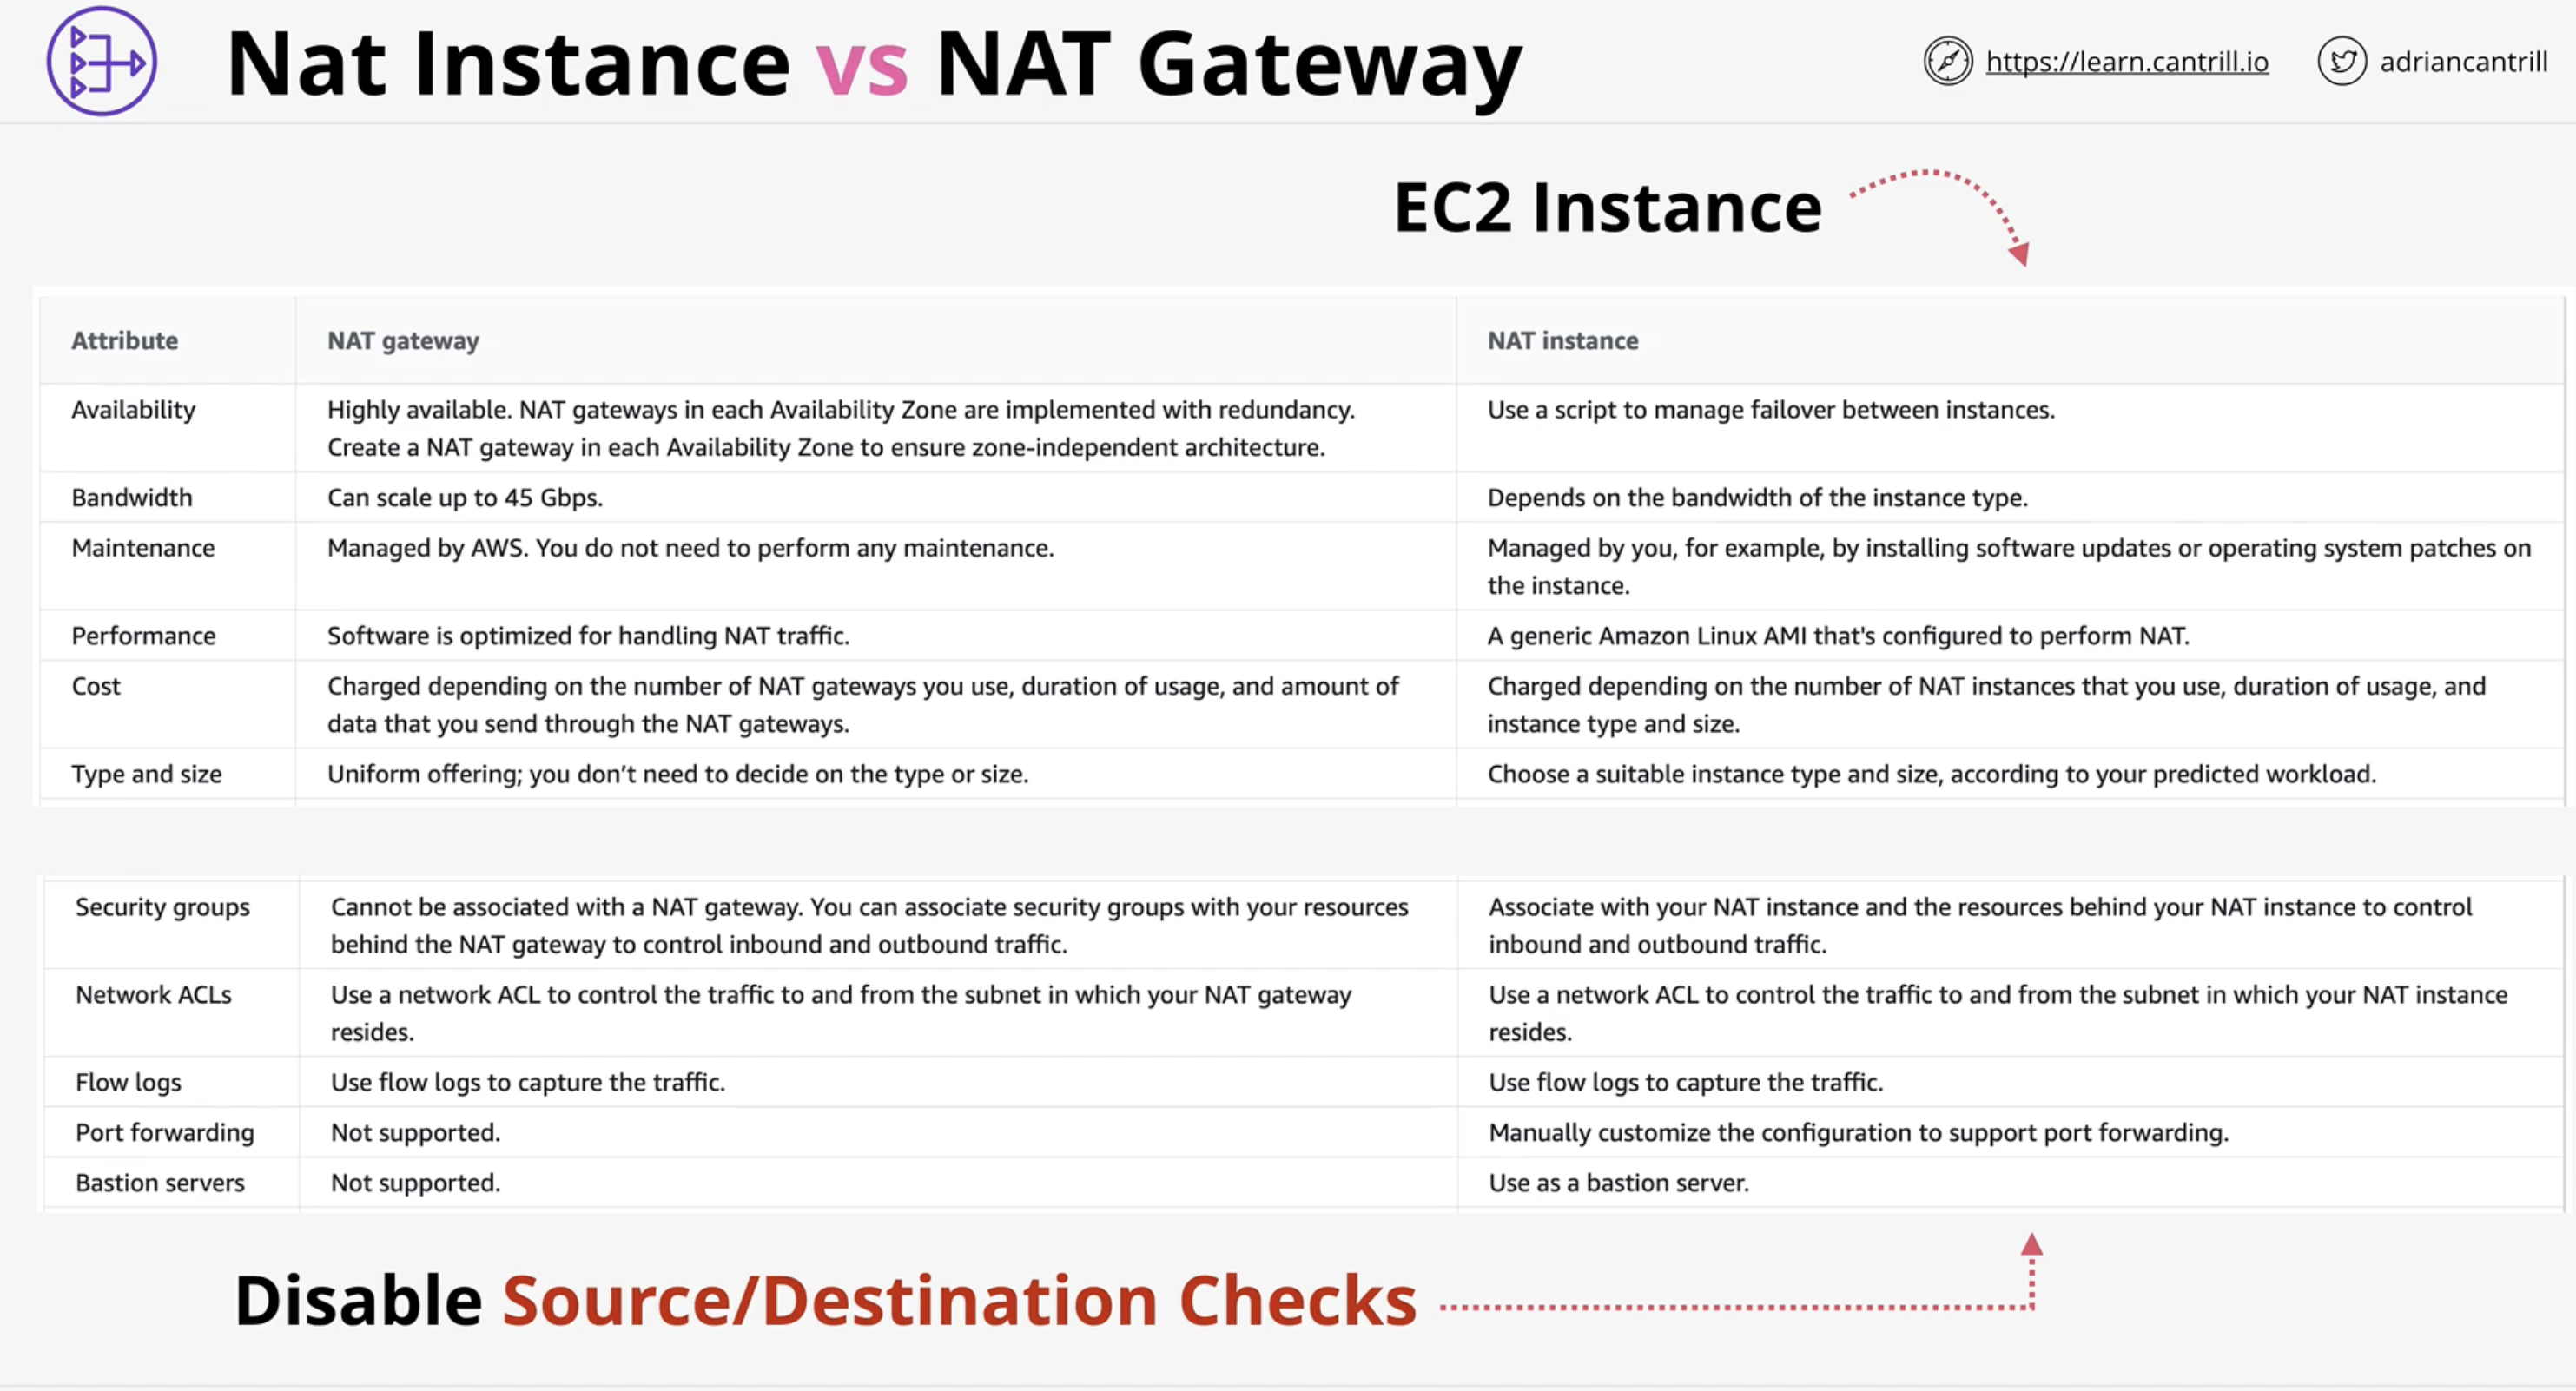 Nat Instance vs NAT Gateway
https://learn.cantrill.io
adriancantrill
EC2 Instance
Attribute
NAT gateway
NAT instance
Availability
Highly available. NAT gateways in each Availability Zone are implemented with redundancy.
Create a NAT gateway in each Availability Zone to ensure zone-independent architecture.
Use a script to manage failover between instances.
Bandwidth
Can scale up to 45 Gbps.
Depends on the bandwidth of the instance type.
Maintenance
Managed by AWS. You do not need to perform any maintenance.
Managed by you, for example, by installing software updates or operating system patches on
the instance.
Performance
Software is optimized for handling NAT traffic.
A generic Amazon Linux AMI that's configured to perform NAT.
Cost
Charged depending on the number of NAT gateways you use, duration of usage, and amount of
data that you send through the NAT gateways.
Charged depending on the number of NAT instances that you use, duration of usage, and
instance type and size.
Type and size
Uniform offering; you don’t need to decide on the type or size.
Choose a suitable instance type and size, according to your predicted workload.
Security groups
Cannot be associated with a NAT gateway. You can associate security groups with your resources
behind the NAT gateway to control inbound and outbound traffic.
Associate with your NAT instance and the resources behind your NAT instance to control
inbound and outbound traffic.
Network ACLs
Use a network ACL to control the traffic to and from the subnet in which your NAT gateway
resides.
Use a network ACL to control the traffic to and from the subnet in which your NAT instance
resides.
Flow logs
Use flow logs to capture the traffic.
Use flow logs to capture the traffic.
Port forwarding
Not supported.
Manually customize the configuration to support port forwarding.
Bastion servers
Not supported.
Use as a bastion server.
Disable Source/Destination Checks